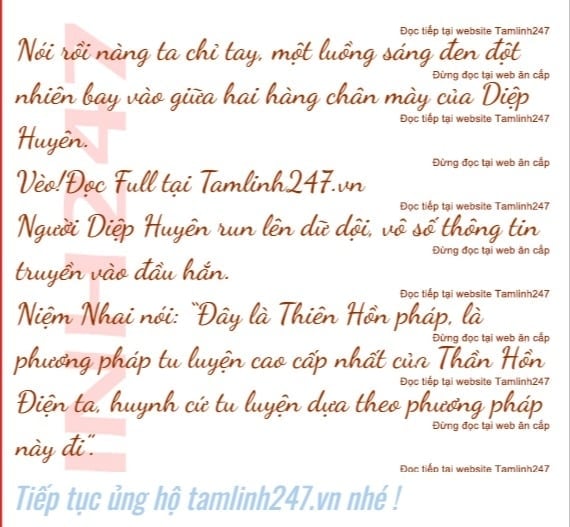 Đọc tiếp tại website Tamlinh247
Nói rồi nàng ta chỉ tay, một luồng sáng đen đột
Đừng đọc tại web ăn cắp
nhiên bay vào giữa hai hàng chân mày của Diệp
Đọc tiếp tại website Tamlinh247
Huyên.
Đừng đọc tại web ăn cắp
Vèo!Đọc Full tại Tamlinh247.vn
Đọc tiếp tại website Tamlinh247
Người Diệp Huyên run lên dữ dội, vô số thông tin
Đừng đọc tại web ăn cắp
truyền vào đầu hắn.
Đọc tiếp tại website Tamlinh247
Niệm Nhai nói: “Đây là Thiên Hồn pháp, là
Đừng đọc tại web ăn cắp
phương pháp tu luyện cao cấp nhất của Thần Hồn
Đọc tiếp tại website Tamlinh247
Điện ta, huynh cứ tu luyện dựa theo phương pháp
Đừng đọc tại web ăn cắp
này đi”.
Đọc tiếp tại website Tamlinh247
Tiếp tục ủng hộ tamlinh247.vn nhé !
INH247